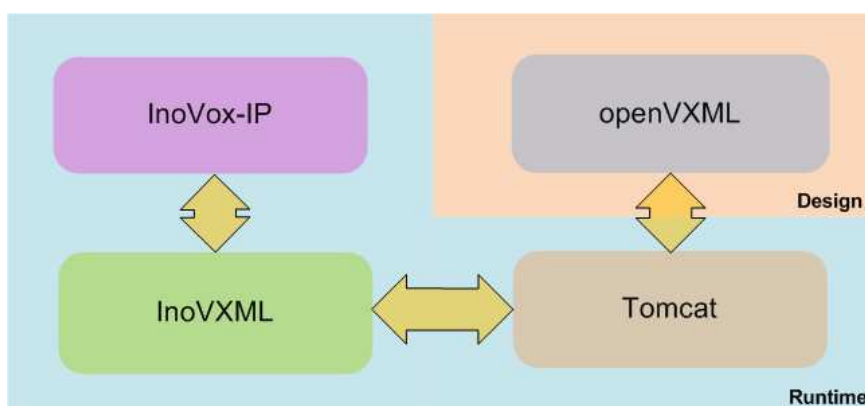 InoVox-IP
openVXML
Design
InoVXML
Tomcat
Runtime